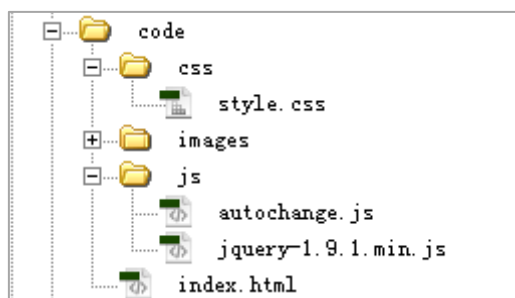 code
css
style.css
images
js
autochange.js
jquery-1.9.1.min.js
index.html